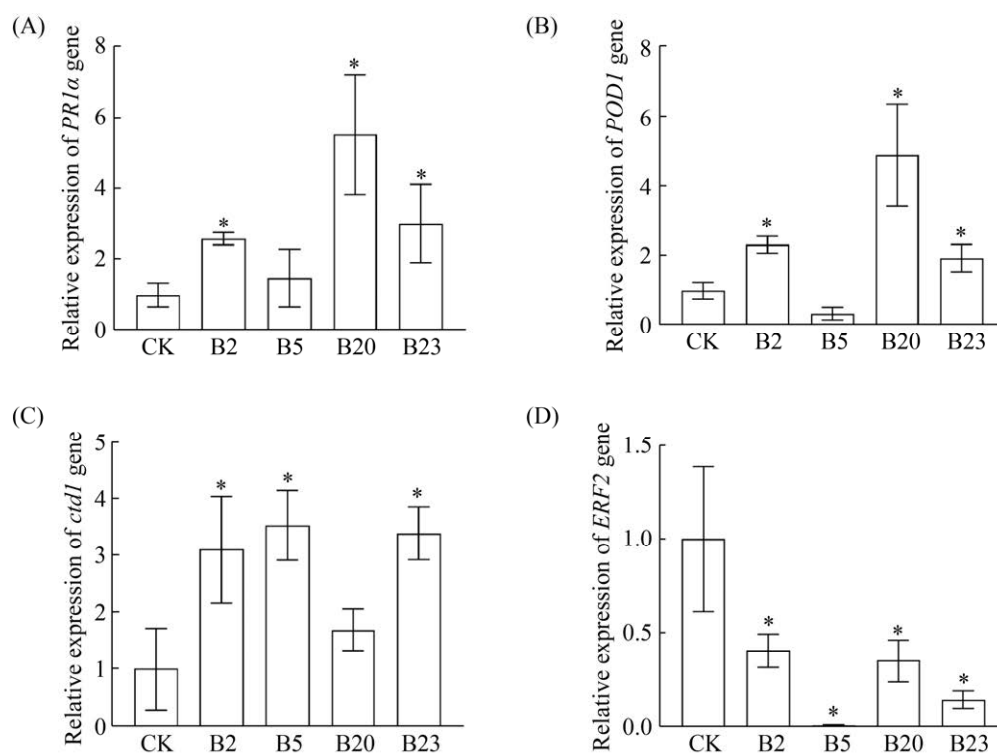 (A)
Relative expression of PR1α gene
8
6
4
2
0
CK B2 B5 B20 B23
* * *
(B)
Relative expression of POD1 gene
8
6
4
2
0
CK B2 B5 B20 B23
* * *
(C)
Relative expression of ctd1 gene
5
4
3
2
1
0
CK B2 B5 B20 B23
* * *
(D)
Relative expression of ERF2 gene
1.5
1.0
0.5
0.0
CK B2 B5 B20 B23
* * * *